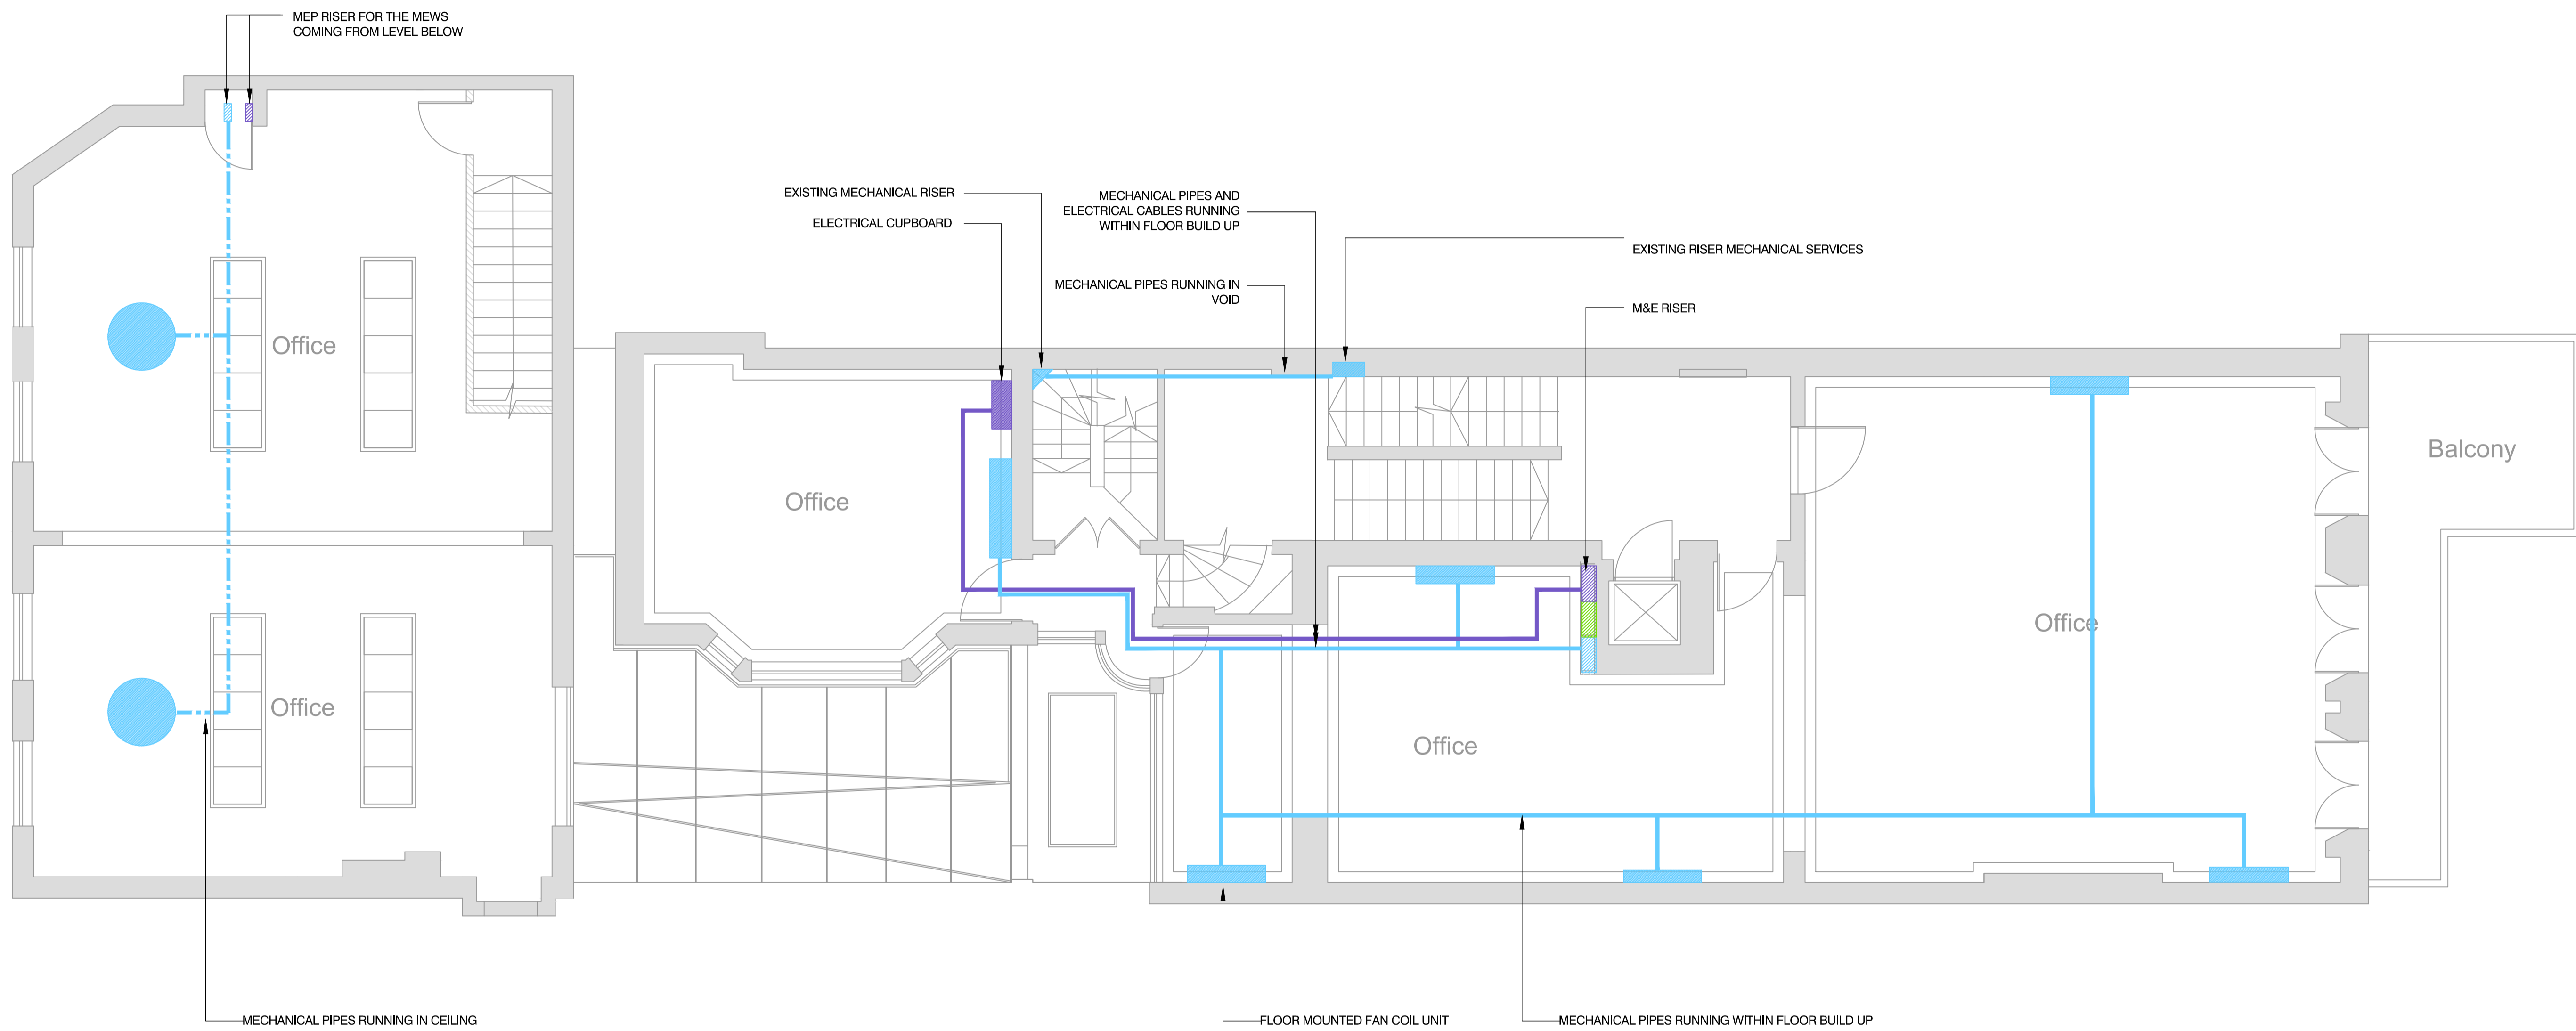 MEP RISER FOR THE MEWS
COMING FROM LEVEL BELOW
EXISTING MECHANICAL RISER
ELECTRICAL CUPBOARD
MECHANICAL PIPES AND
ELECTRICAL CABLES RUNNING
WITHIN FLOOR BUILD UP
MECHANICAL PIPES RUNNING IN
VOID
EXISTING RISER MECHANICAL SERVICES
M&E RISER
Office
Office
Balcony
Office
Office
Office
MECHANICAL PIPES RUNNING IN CEILING
FLOOR MOUNTED FAN COIL UNIT
MECHANICAL PIPES RUNNING WITHIN FLOOR BUILD UP